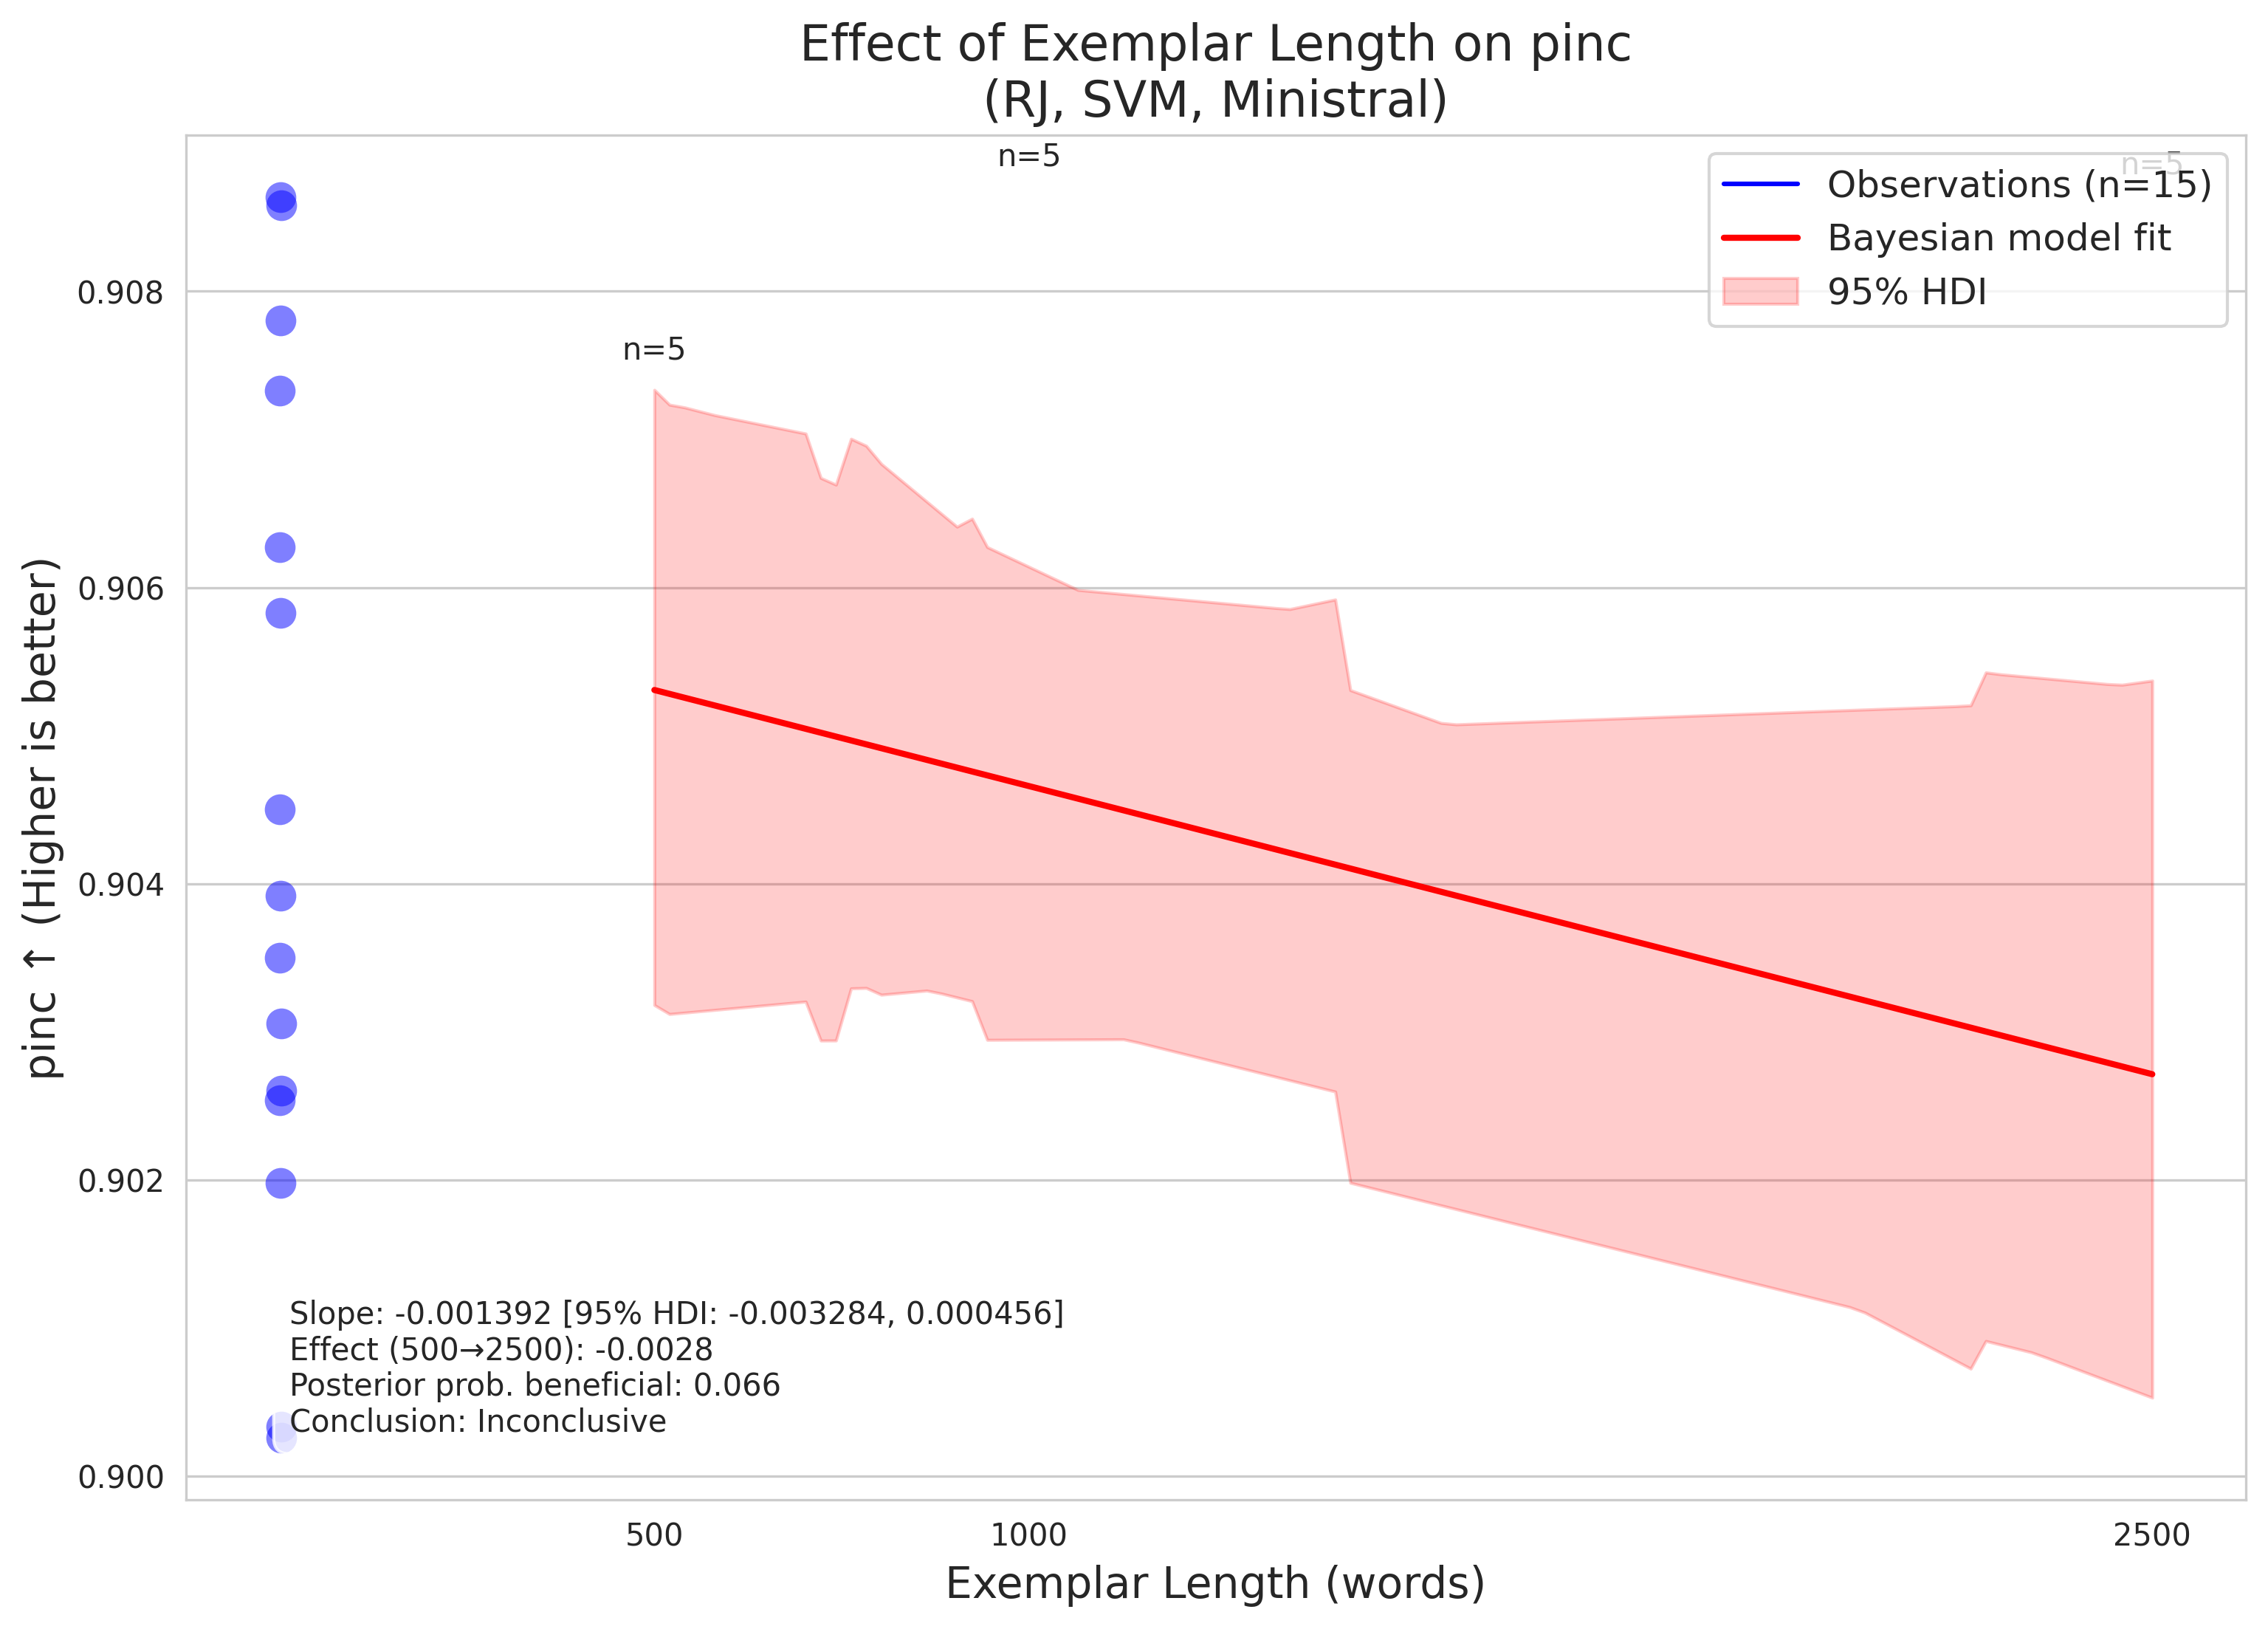 Effect of Exemplar Length on pinc
(RJ, SVM, Ministral)
n=5
n=5
n=5
Observations (n=15)
Bayesian model fit
95% HDI
0.908
0.906
0.904
0.902
0.900
pinc ↑ (Higher is better)
Slope: -0.001392 [95% HDI: -0.003284, 0.000456]
Effect (500→2500): -0.0028
Posterior prob. beneficial: 0.066
Conclusion: Inconclusive
500
1000
2500
Exemplar Length (words)